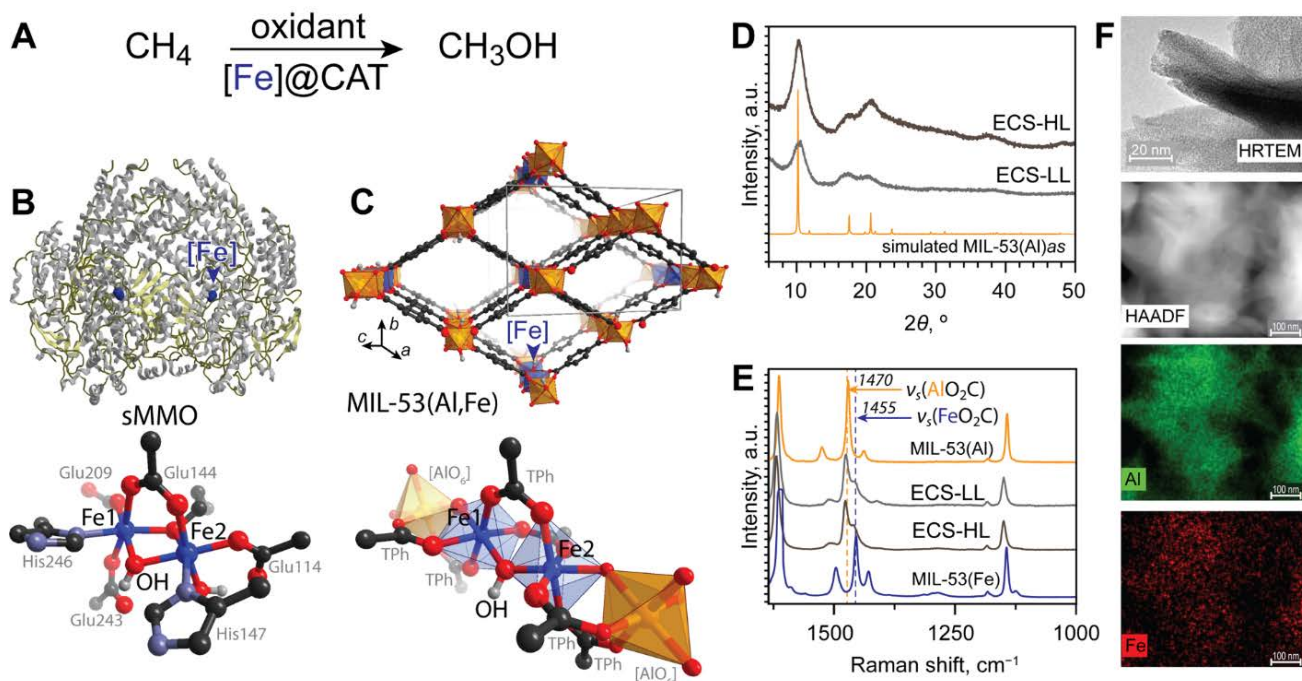 A
CH₄
oxidant
[Fe]@CAT
CH₃OH
B
[Fe]
sMMO
Glu209
Glu144
Fe1
Fe2
His246
OH
Glu114
Glu243
His147
C
b
c
a
[Fe]
MIL-53(Al,Fe)
[AlO₆]
TPh
Fe1
Fe2
TPh
TPh
OH
TPh
TPh
D
Intensity, a.u.
ECS-HL
ECS-LL
simulated MIL-53(Al)as
10 20 30 40 50
2θ, º
E
Intensity, a.u.
1470
νs(AlO₂C)
1455
νs(FeO₂C)
MIL-53(Al)
ECS-LL
ECS-HL
MIL-53(Fe)
1500 1250 1000
Raman shift, cm⁻¹
F
20 nm
HRTEM
HAADF
100 nm
Al
100 nm
Fe
100 nm